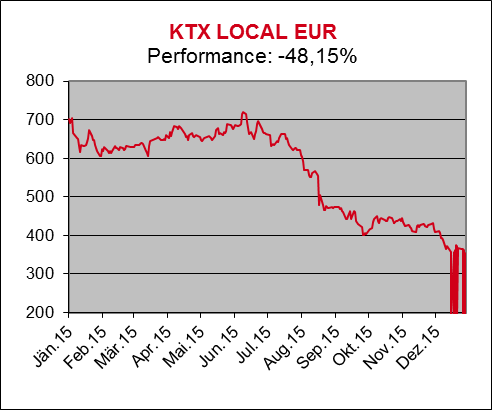 KTX LOCAL EUR
Performance: -48,15%
800
700
600
500
400
300
200
Jän.15
Feb.15
Mär.15
Apr.15
Mai.15
Jun.15
Jul.15
Aug.15
Sep.15
Okt.15
Nov.15
Dez.15